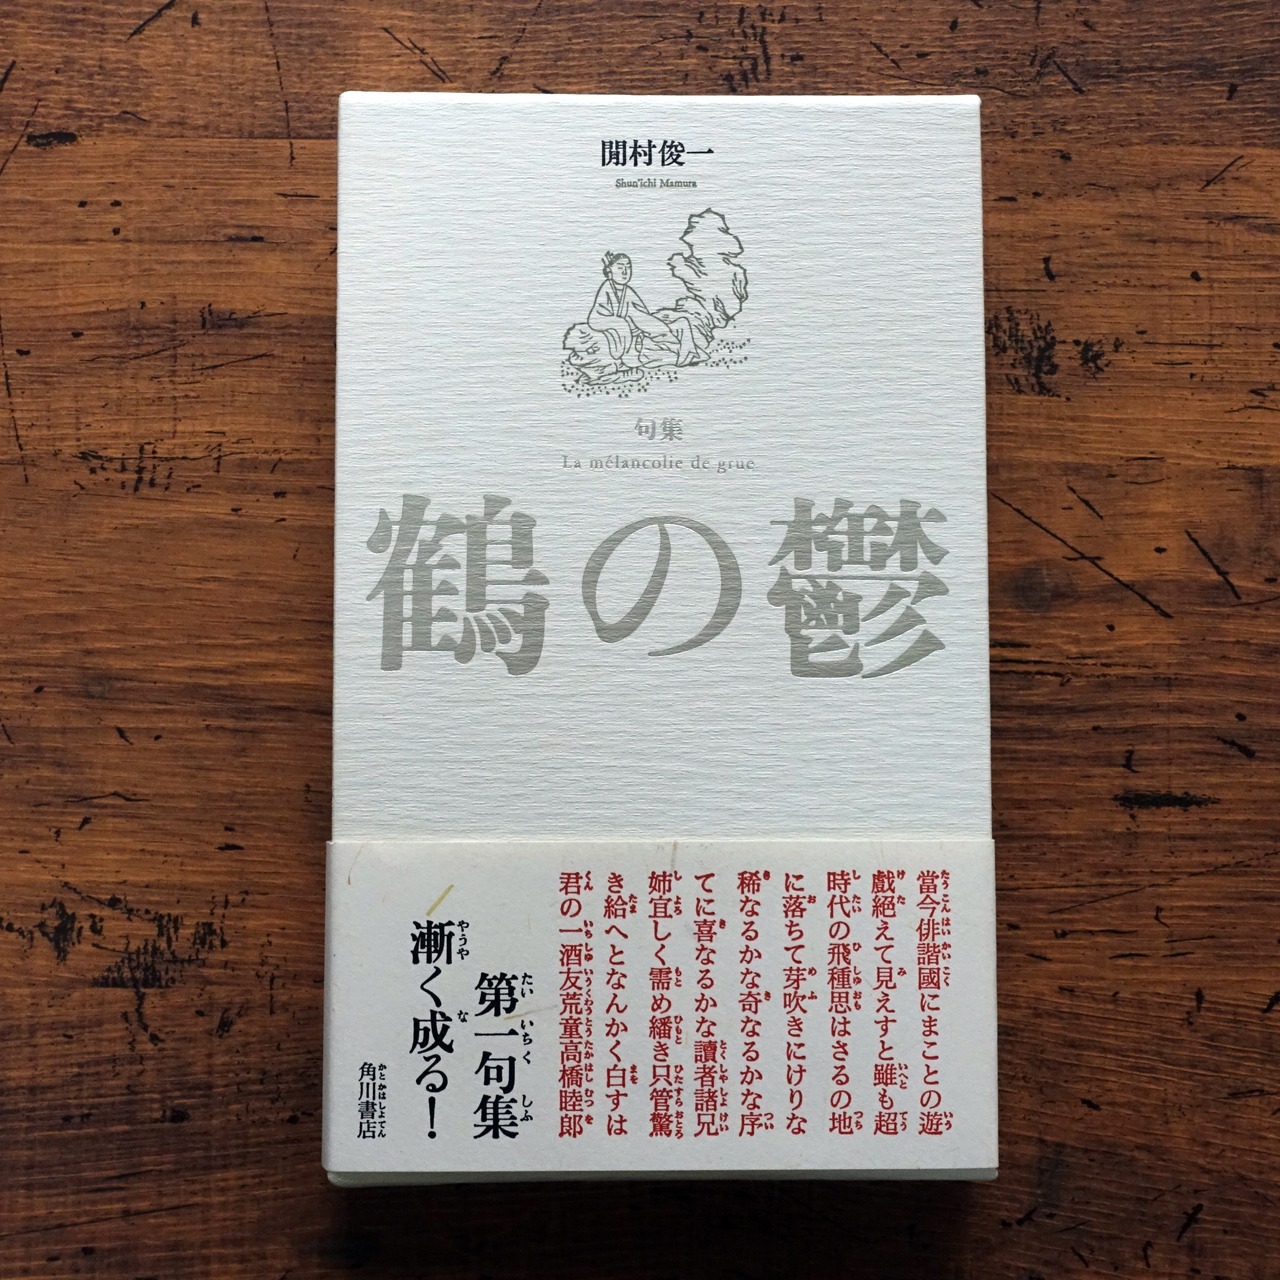 閒村俊一
Shun'ichi Mamura
句集
La mélancolie de grue
鶴の鬱
當今俳諧國にまことの遊
戲絕えて見えすと雖も超
時代の飛種思はさるの地
に落ちて芽吹きにけりな
稀なるかな奇なるかな序
てに喜なるかな讀者諸兄
姉宜しく需め繙き只管驚
き給へとなんかく白すは
君の一酒友荒童高橋睦郎
第一句集
漸く成る!
角川書店